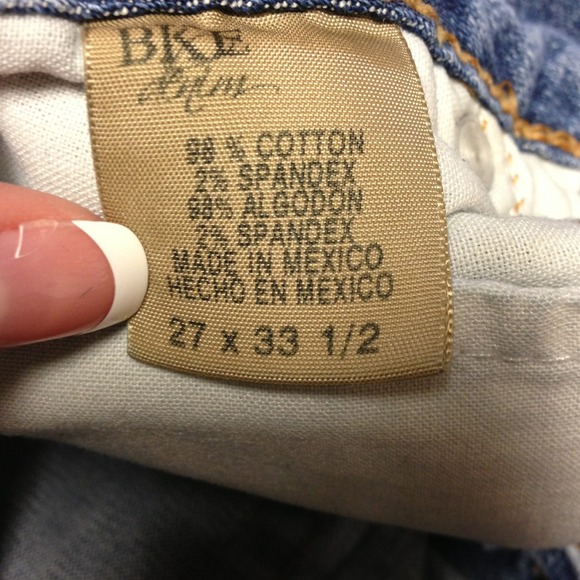 BKE
denim
98 % COTTON
2% SPANDEX
98% ALGODON
2% SPANDEX
MADE IN MEXICO
HECHO EN MEXICO
27 x 33 1/2